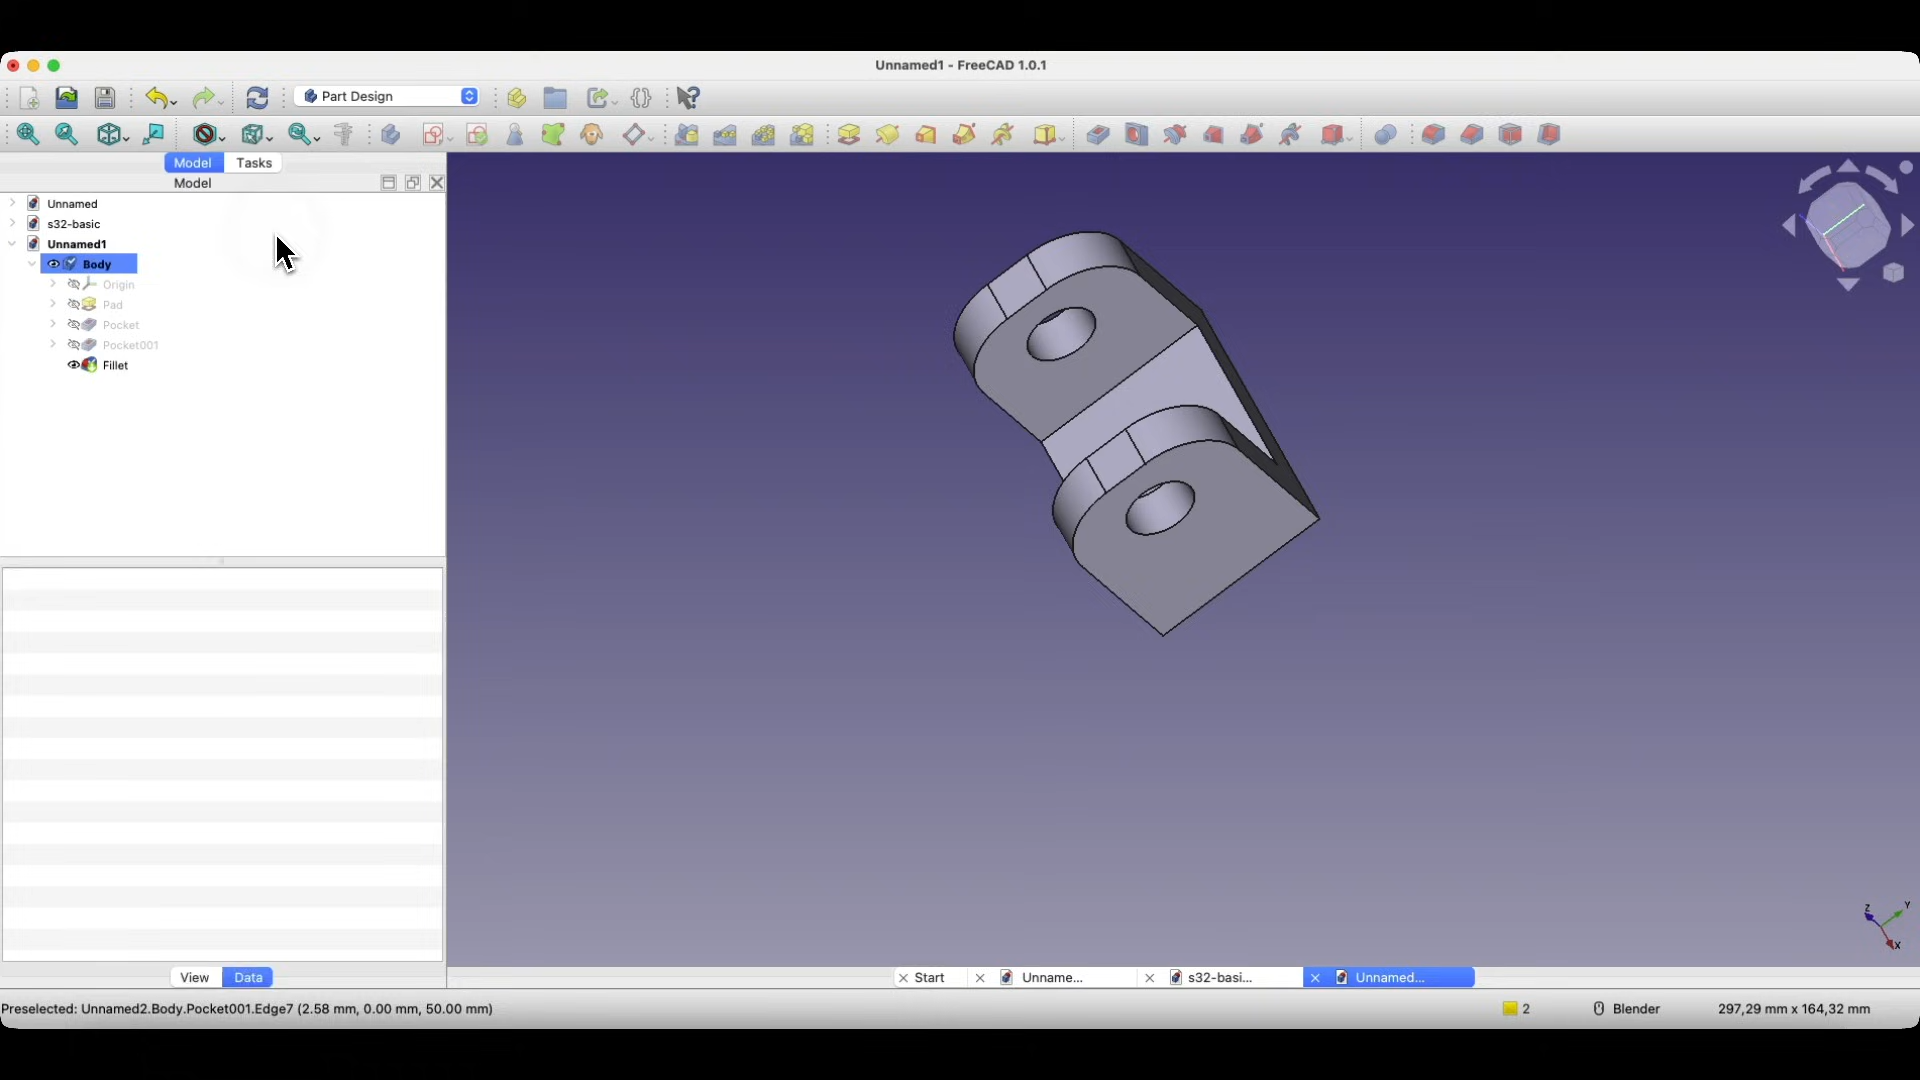 Unnamed1 - FreeCAD 1.0.1
Part Design
Model
Tasks
Model
Unnamed
s32-basic
Unnamed1
Body
Origin
Pad
Pocket
Pocket001
Fillet
View
Data
Start
Unname...
s32-basi...
Unnamed...
Z
Y
X
Preselected: Unnamed2.Body.Pocket001.Edge7 (2.58 mm, 0.00 mm, 50.00 mm)
2
Blender
297,29 mm x 164,32 mm